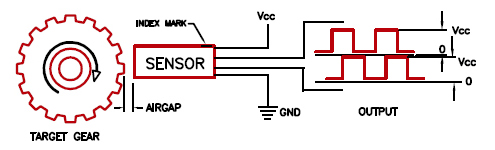 INDEX MARK
Vcc
Vcc
0
Vcc
0
SENSOR
AIRGAP
GND
OUTPUT
TARGET GEAR